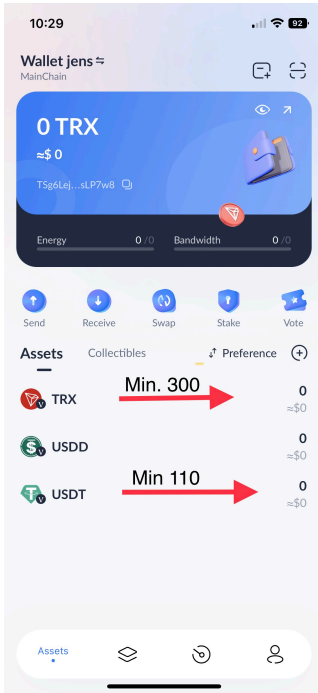 10:29
92
Wallet jens
MainChain
0 TRX
≈$ 0
TSg6Lej...sLP7w8
Energy 0 /0 Bandwidth 0 /0
Send Receive Swap Stake Vote
Assets Collectibles Preference
Min. 300
TRX 0
≈$0
USDD 0
≈$0
Min 110
USDT 0
≈$0
Assets